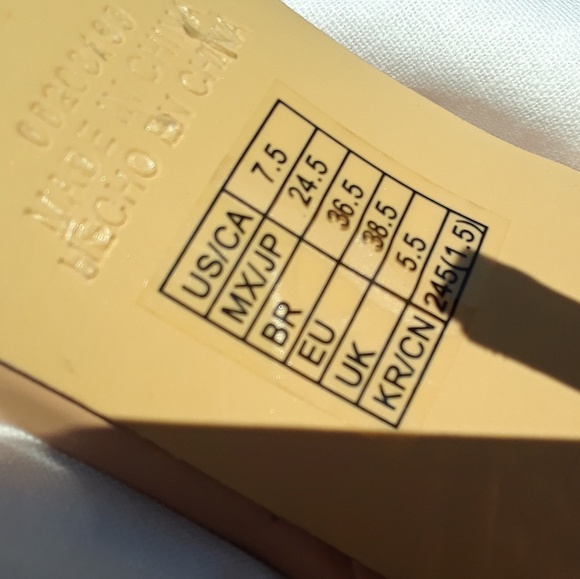 MADE IN CHINA
HECHO EN CHINA
US/CA 7.5
MX/JP 24.5
BR 36.5
EU 38.5
UK 5.5
KR/CN 245(1.5)